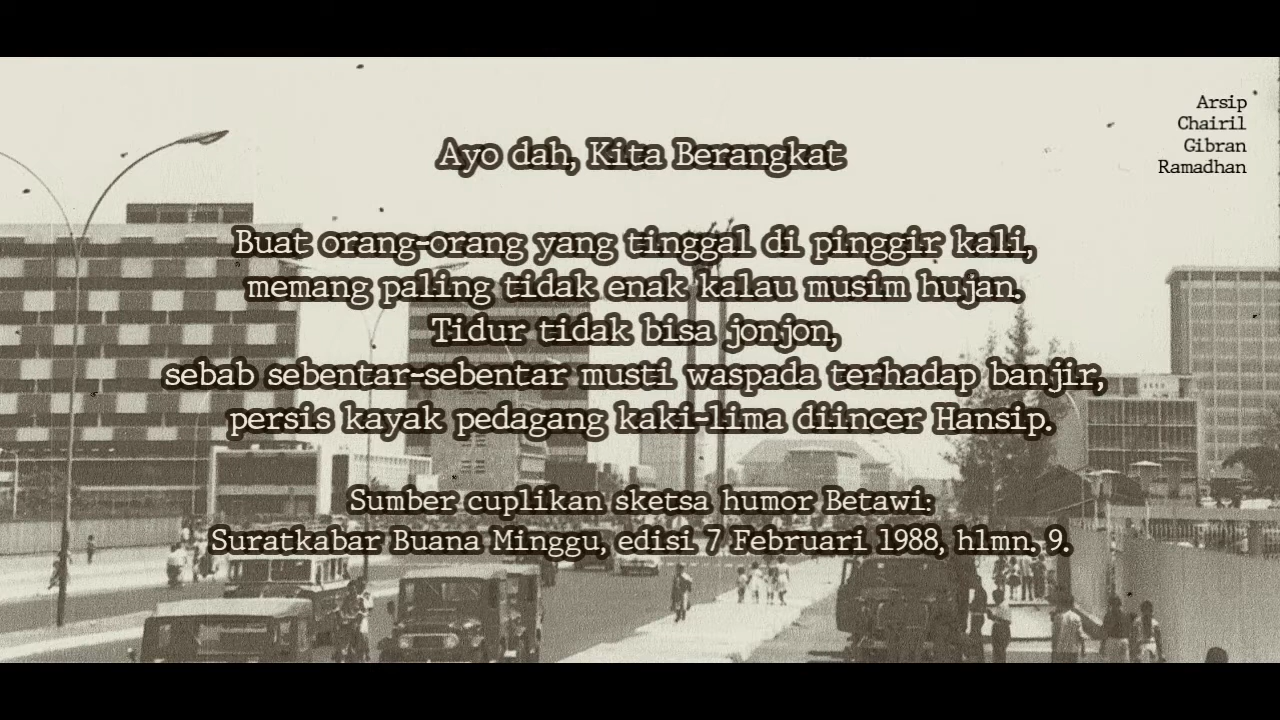 Arsip
Chairil
Gibran
Ramadhan
Ayo dah, Kita Berangkat
Buat orang-orang yang tinggal di pinggir kali,
memang paling tidak enak kalau musim hujan.
Tidur tidak bisa jonjon,
sebab sebentar-sebentar musti waspada terhadap banjir,
persis kayak pedagang kaki-lima diincer Hansip.
Sumber cuplikan sketsa humor Betawi:
Suratkabar Buana Minggu, edisi 7 Februari 1988, hlmn. 9.